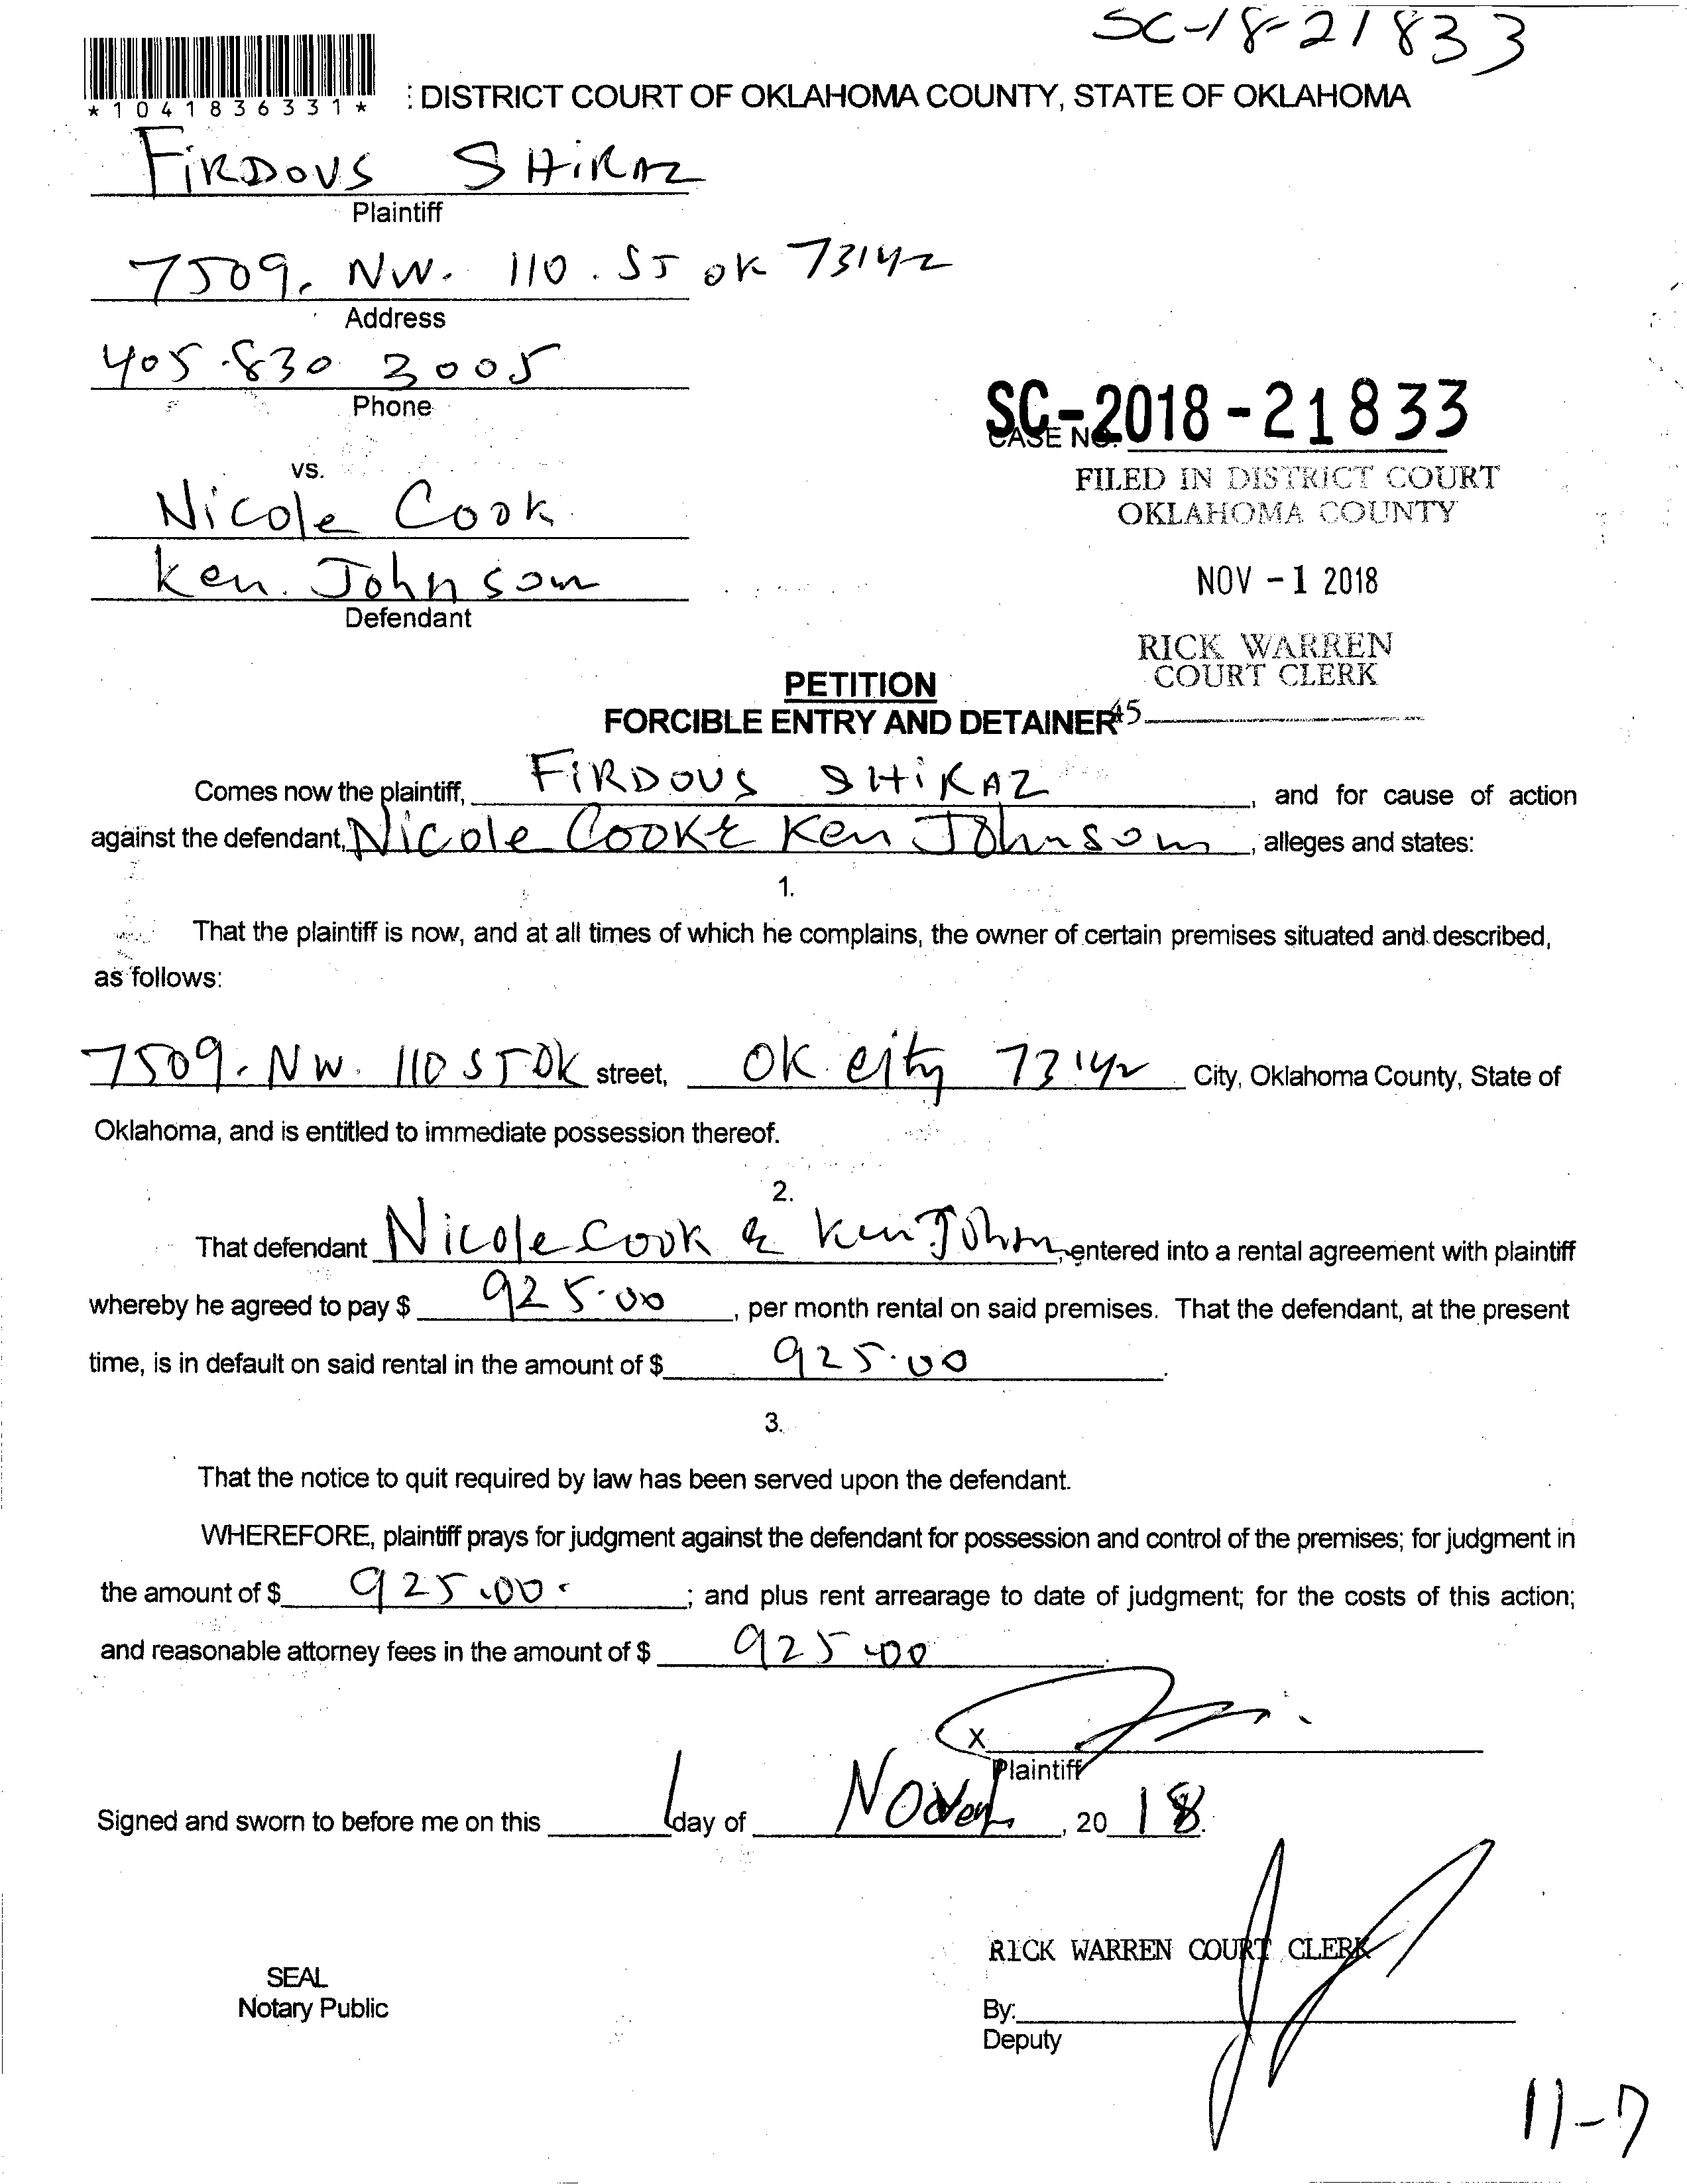 SC-18-21833
*1041836331*
: DISTRICT COURT OF OKLAHOMA COUNTY, STATE OF OKLAHOMA
FiRDOUS SHiRAZ
Plaintiff
7509. NW. 110. ST OK 73142
Address
405.830 3005
Phone
SC-2018-21833
CASE NO.
vs.
FILED IN DISTRICT COURT
OKLAHOMA COUNTY
Nicole Cook
Ken. Johnson
Defendant
NOV -1 2018
RICK WARREN
COURT CLERK
PETITION
FORCIBLE ENTRY AND DETAINER
45
Comes now the plaintiff, FiRDOUS SHiRAZ, and for cause of action
against the defendant, Nicole Cook & Ken Johnson, alleges and states:
1.
That the plaintiff is now, and at all times of which he complains, the owner of certain premises situated and described,
as follows:
7509. NW. 110 ST OK street, OK city 73142 City, Oklahoma County, State of
Oklahoma, and is entitled to immediate possession thereof.
2.
That defendant Nicole Cook & Ken John, entered into a rental agreement with plaintiff
whereby he agreed to pay $ 925.00, per month rental on said premises. That the defendant, at the present
time, is in default on said rental in the amount of $ 925.00.
3.
That the notice to quit required by law has been served upon the defendant.
WHEREFORE, plaintiff prays for judgment against the defendant for possession and control of the premises; for judgment in
the amount of $ 925.00. ; and plus rent arrearage to date of judgment; for the costs of this action;
and reasonable attorney fees in the amount of $ 925.00.
X
Plaintiff
Signed and sworn to before me on this 1 day of , 20 18.
RICK WARREN COURT CLERK
SEAL
Notary Public
By:
Deputy
11-7